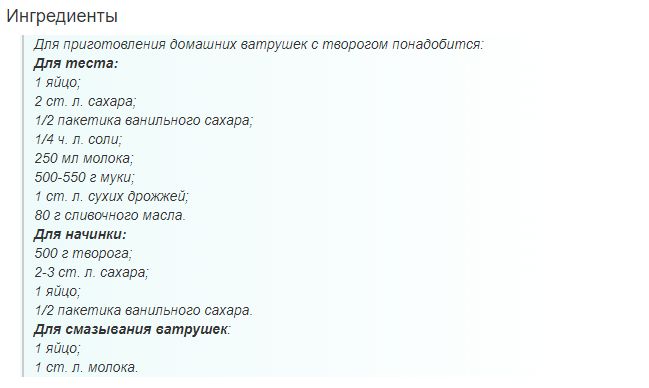 Ингредиенты
Для приготовления домашних ватрушек с творогом понадобится:
Для теста:
1 яйцо;
2 ст. л. сахара;
1/2 пакетика ванильного сахара;
1/4 ч. л. соли;
250 мл молока;
500-550 г муки;
1 ст. л. сухих дрожжей;
80 г сливочного масла.
Для начинки:
500 г творога;
2-3 ст. л. сахара;
1 яйцо;
1/2 пакетика ванильного сахара.
Для смазывания ватрушек:
1 яйцо;
1 ст. л. молока.